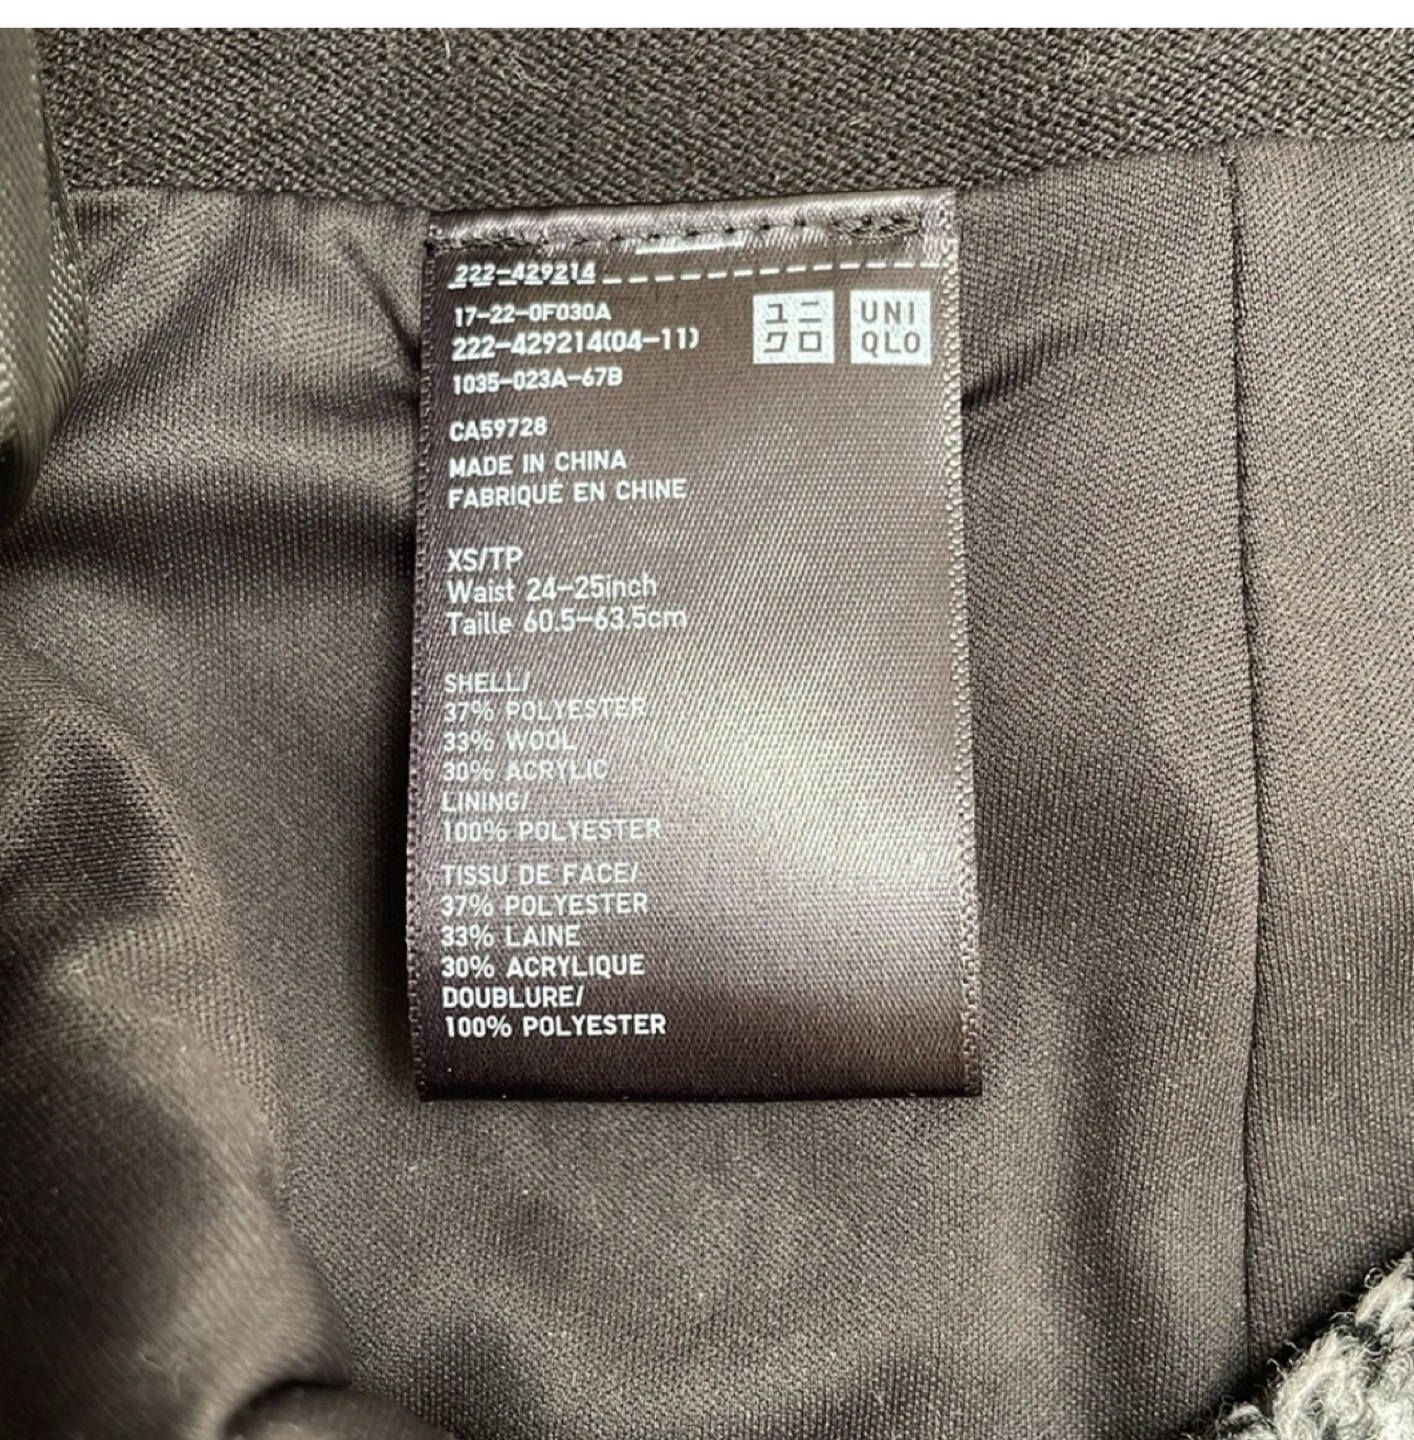 222-429214
17-22-0F030A
222-429214(04-11)
1035-023A-67B
ユニ
クロ
UNI
QLO
CA59728
MADE IN CHINA
FABRIQUÉ EN CHINE
XS/TP
Waist 24-25inch
Taille 60.5-63.5cm
SHELL/
37% POLYESTER
33% WOOL
30% ACRYLIC
LINING/
100% POLYESTER
TISSU DE FACE/
37% POLYESTER
33% LAINE
30% ACRYLIQUE
DOUBLURE/
100% POLYESTER